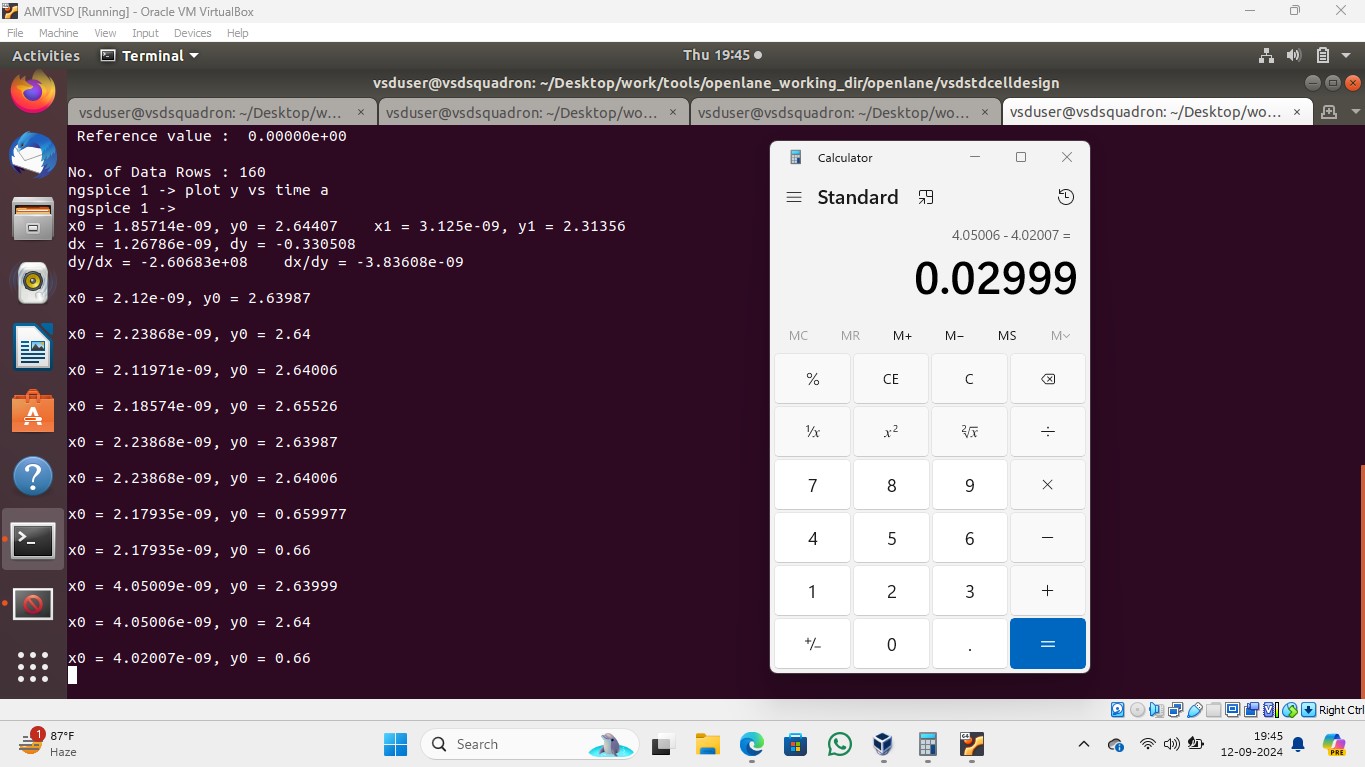 AMITVSD [Running] - Oracle VM VirtualBox
File Machine View Input Devices Help
Activities Terminal Thu 19:45
vsduser@vsdsquadron: ~/Desktop/work/tools/openlane_working_dir/openlane/vsdstdcelldesign
vsduser@vsdsquadron: ~/Desktop/w... × vsduser@vsdsquadron: ~/Desktop/wo... × vsduser@vsdsquadron: ~/Desktop/wo... × vsduser@vsdsquadron: ~/Desktop/wo... ×
Reference value : 0.00000e+00
No. of Data Rows : 160
ngspice 1 -> plot y vs time a
ngspice 1 ->
x0 = 1.85714e-09, y0 = 2.64407 x1 = 3.125e-09, y1 = 2.31356
dx = 1.26786e-09, dy = -0.330508
dy/dx = -2.60683e+08 dx/dy = -3.83608e-09
x0 = 2.12e-09, y0 = 2.63987
x0 = 2.23868e-09, y0 = 2.64
x0 = 2.11971e-09, y0 = 2.64006
x0 = 2.18574e-09, y0 = 2.65526
x0 = 2.23868e-09, y0 = 2.63987
x0 = 2.23868e-09, y0 = 2.64006
x0 = 2.17935e-09, y0 = 0.659977
x0 = 2.17935e-09, y0 = 0.66
x0 = 4.05009e-09, y0 = 2.63999
x0 = 4.05006e-09, y0 = 2.64
x0 = 4.02007e-09, y0 = 0.66
Calculator
Standard
4.05006 - 4.02007 =
0.02999
MC MR M+ M− MS M
% CE C
¹/x x² ²√x ÷
7 8 9 ×
4 5 6 −
1 2 3 +
+/− 0 . =
Right Ctrl
1
87°F
Haze
Search
64
PRE
19:45
12-09-2024